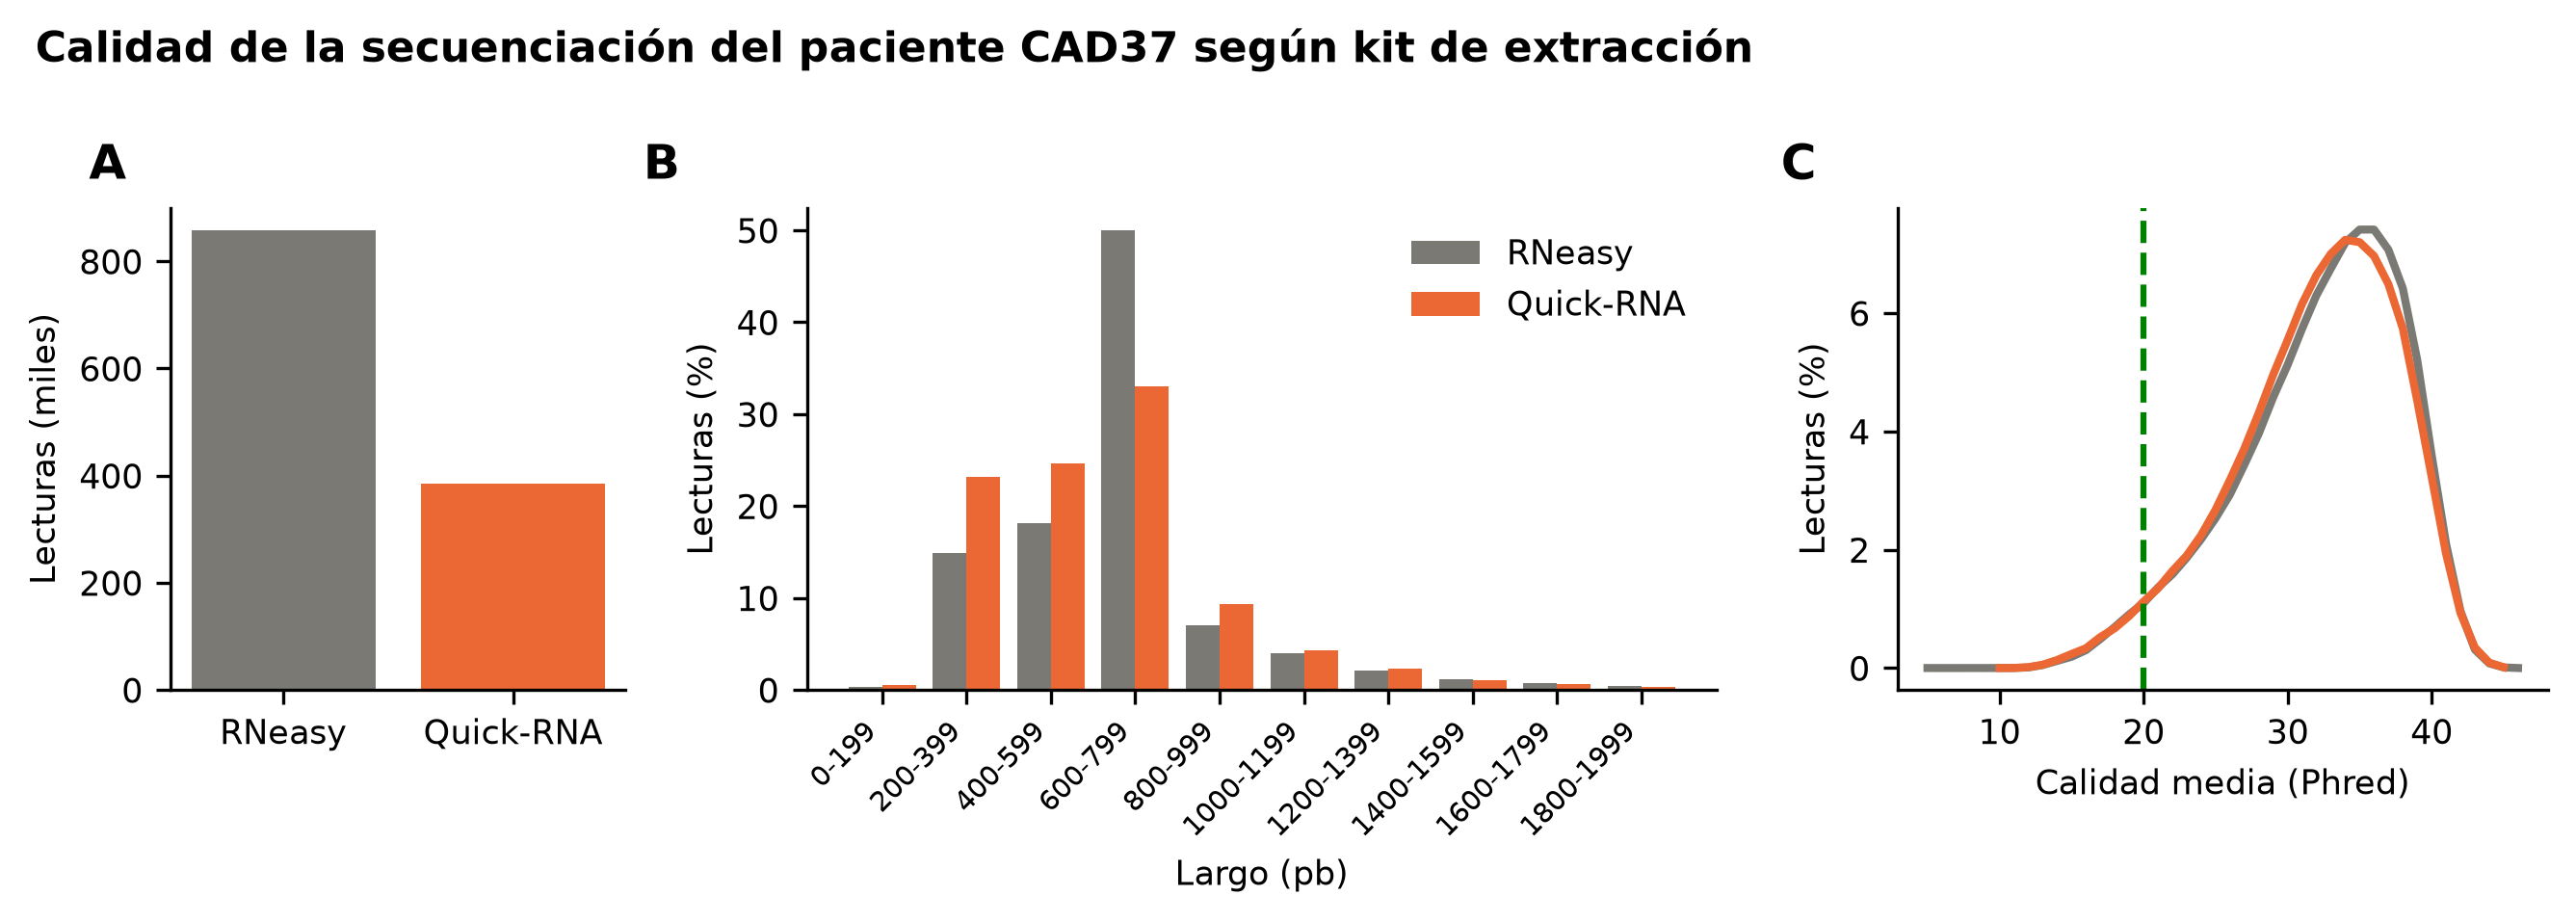 Calidad de la secuenciación del paciente CAD37 según kit de extracción
A
Lecturas (miles)
800
600
400
200
0
RNeasy
Quick-RNA
B
Lecturas (%)
50
40
30
20
10
0
RNeasy
Quick-RNA
0-199
200-399
400-599
600-799
800-999
1000-1199
1200-1399
1400-1599
1600-1799
1800-1999
Largo (pb)
C
Lecturas (%)
6
4
2
0
10
20
30
40
Calidad media (Phred)